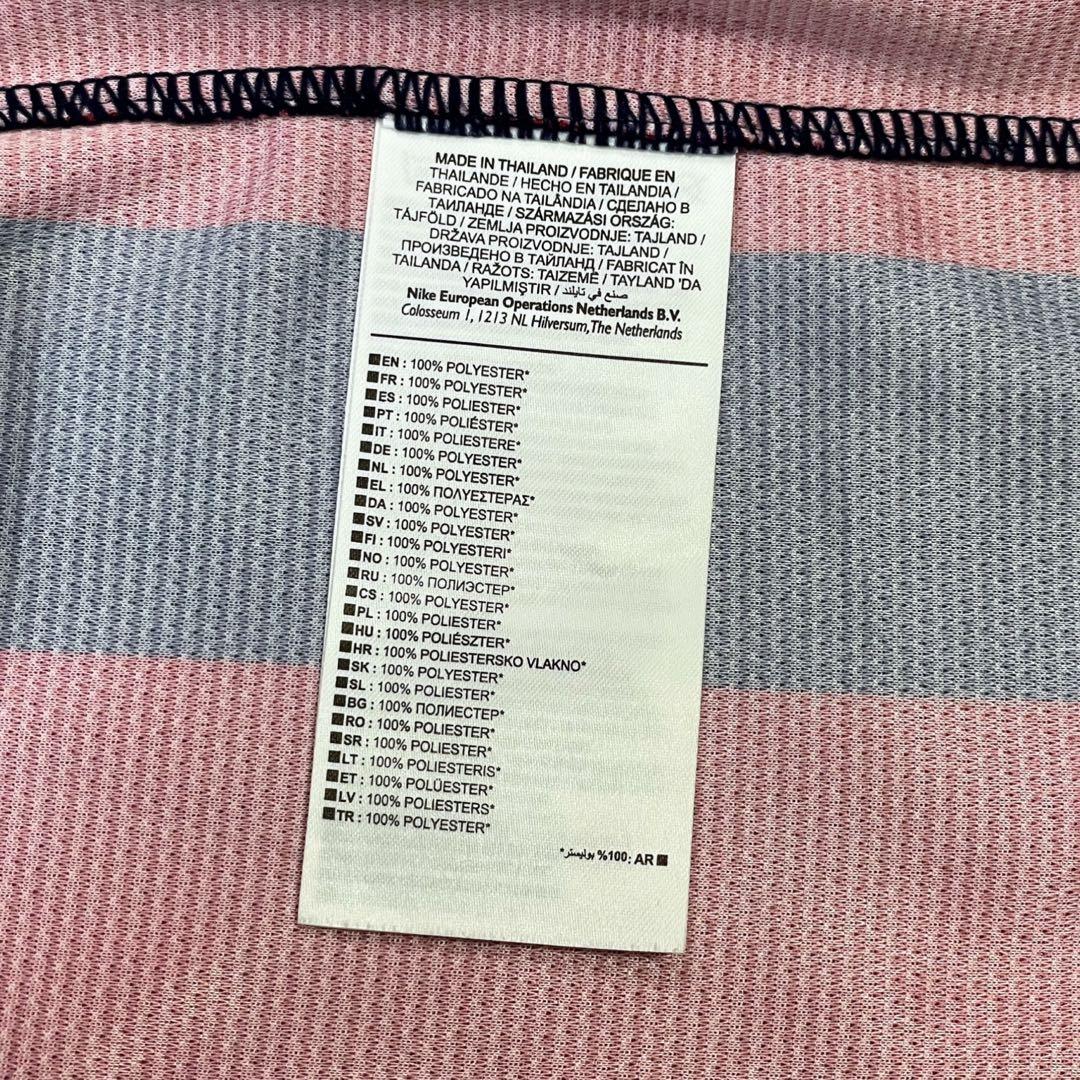 MADE IN THAILAND / FABRIQUE EN
THAILANDE / HECHO EN TAILANDIA /
FABRICADO NA TAILÂNDIA / СДЕЛАНО В
ТАИЛАНДЕ / SZÁRMAZÁSI ORSZÁG:
TÁJFÖLD / ZEMLJA PROIZVODNJE: TAJLAND /
DRŽAVA PROIZVODNJE: TAJLAND /
ПРОИЗВЕДЕНО В ТАЙЛАНД / FABRICAT ÎN
TAILANDA / RAŽOTS: TAIZEMĒ / TAYLAND 'DA
YAPILMIŞTIR / صنع في تايلند
Nike European Operations Netherlands B.V.
Colosseum 1, 1213 NL Hilversum, The Netherlands
EN : 100% POLYESTER*
FR : 100% POLYESTER*
ES : 100% POLIESTER*
PT : 100% POLIÉSTER*
IT : 100% POLIESTERE*
DE : 100% POLYESTER*
NL : 100% POLYESTER*
EL : 100% ΠΟΛΥΕΣΤΕΡΑΣ*
DA : 100% POLYESTER*
SV : 100% POLYESTER*
FI : 100% POLYESTERI*
NO : 100% POLYESTER*
RU : 100% ПОЛИЭСТЕР*
CS : 100% POLYESTER*
PL : 100% POLIESTER*
HU : 100% POLIÉSZTER*
HR : 100% POLIESTERSKO VLAKNO*
SK : 100% POLYESTER*
SL : 100% POLIESTER*
BG : 100% ПОЛИЕСТЕР*
RO : 100% POLIESTER*
SR : 100% POLIESTER*
LT : 100% POLIESTERIS*
ET : 100% POLÜESTER*
LV : 100% POLIESTERS*
TR : 100% POLYESTER*
AR :100% بوليستر*